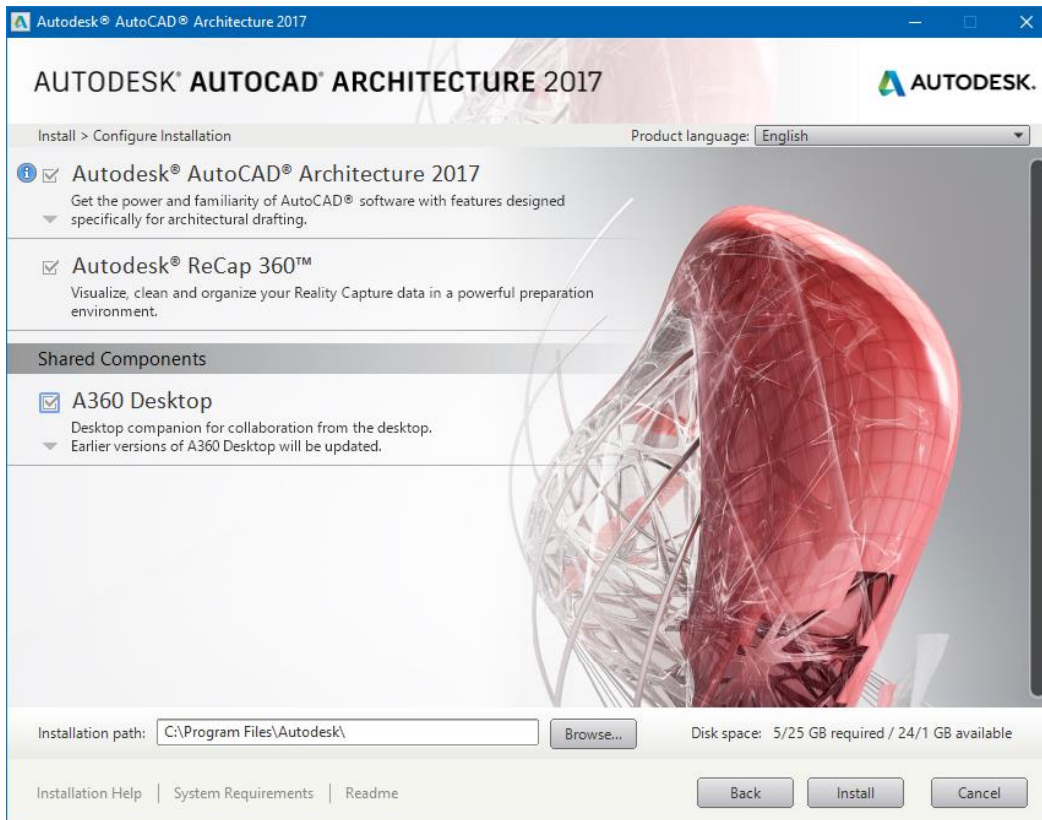 Autodesk® AutoCAD® Architecture 2017
AUTODESK® AUTOCAD® ARCHITECTURE 2017
AUTODESK.
Install > Configure Installation
Product language: English
Autodesk® AutoCAD® Architecture 2017
Get the power and familiarity of AutoCAD® software with features designed
specifically for architectural drafting.
Autodesk® ReCap 360™
Visualize, clean and organize your Reality Capture data in a powerful preparation
environment.
Shared Components
A360 Desktop
Desktop companion for collaboration from the desktop.
Earlier versions of A360 Desktop will be updated.
Installation path: C:\Program Files\Autodesk\ Browse... Disk space: 5/25 GB required / 24/1 GB available
Installation Help | System Requirements | Readme Back Install Cancel